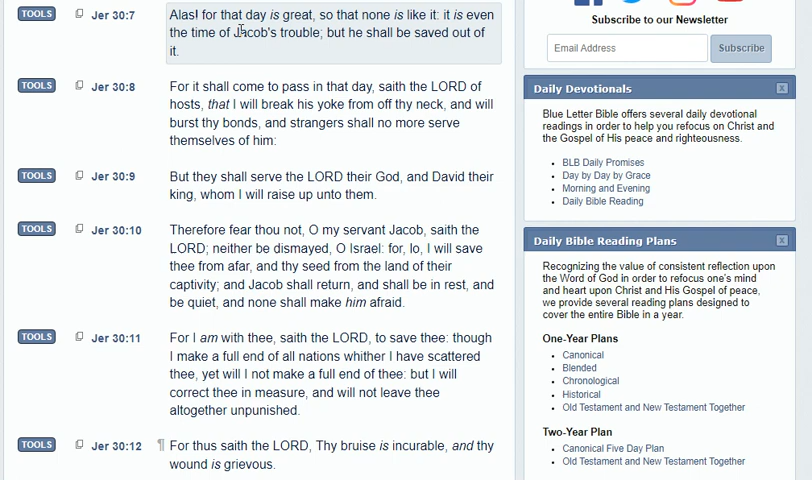 TOOLS Jer 30:7 Alas! for that day is great, so that none is like it: it is even
the time of Jacob's trouble; but he shall be saved out of
it.
TOOLS Jer 30:8 For it shall come to pass in that day, saith the LORD of
hosts, that I will break his yoke from off thy neck, and will
burst thy bonds, and strangers shall no more serve
themselves of him:
TOOLS Jer 30:9 But they shall serve the LORD their God, and David their
king, whom I will raise up unto them.
TOOLS Jer 30:10 Therefore fear thou not, O my servant Jacob, saith the
LORD; neither be dismayed, O Israel: for, lo, I will save
thee from afar, and thy seed from the land of their
captivity; and Jacob shall return, and shall be in rest, and
be quiet, and none shall make him afraid.
TOOLS Jer 30:11 For I am with thee, saith the LORD, to save thee: though
I make a full end of all nations whither I have scattered
thee, yet will I not make a full end of thee: but I will
correct thee in measure, and will not leave thee
altogether unpunished.
TOOLS Jer 30:12 ¶ For thus saith the LORD, Thy bruise is incurable, and thy
wound is grievous.
Subscribe to our Newsletter
Email Address Subscribe
Daily Devotionals x
Blue Letter Bible offers several daily devotional
readings in order to help you refocus on Christ and
the Gospel of His peace and righteousness.
• BLB Daily Promises
• Day by Day by Grace
• Morning and Evening
• Daily Bible Reading
Daily Bible Reading Plans x
Recognizing the value of consistent reflection upon
the Word of God in order to refocus one's mind
and heart upon Christ and His Gospel of peace,
we provide several reading plans designed to
cover the entire Bible in a year.
One-Year Plans
• Canonical
• Blended
• Chronological
• Historical
• Old Testament and New Testament Together
Two-Year Plan
• Canonical Five Day Plan
• Old Testament and New Testament Together